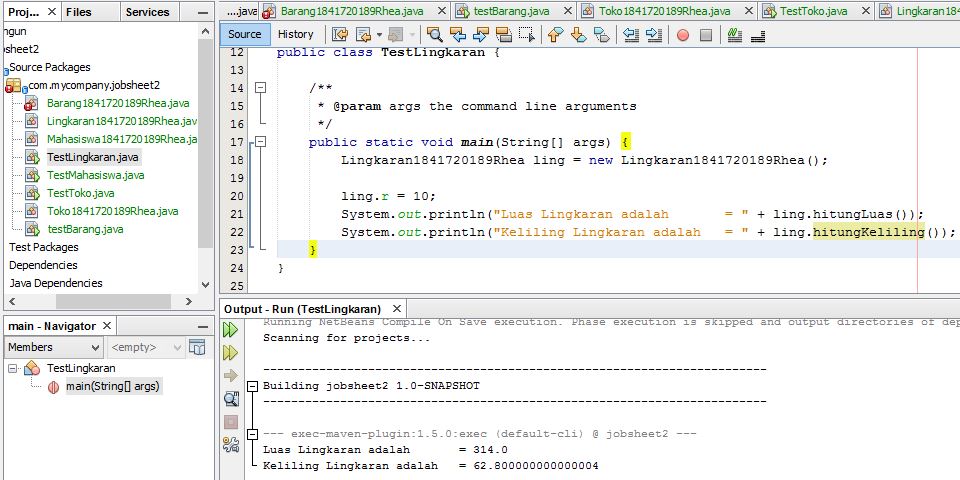 Proj...
Files
Services
ngun
obsheet2
Source Packages
com.mycompany.jobsheet2
Barang1841720189Rhea.java
Lingkaran1841720189Rhea.jav
Mahasiswa1841720189Rhea.ja
TestLingkaran.java
TestMahasiswa.java
TestToko.java
Toko1841720189Rhea.java
testBarang.java
Test Packages
Dependencies
Java Dependencies
main - Navigator
Members
<empty>
TestLingkaran
main(String[] args)
....java
Barang1841720189Rhea.java
testBarang.java
Toko1841720189Rhea.java
TestToko.java
Lingkaran184
Source
History
12 public class TestLingkaran {
13
14 /**
15 * @param args the command line arguments
16 */
17 public static void main(String[] args) {
18 Lingkaran1841720189Rhea ling = new Lingkaran1841720189Rhea();
19
20 ling.r = 10;
21 System.out.println("Luas Lingkaran adalah       = " + ling.hitungLuas());
22 System.out.println("Keliling Lingkaran adalah   = " + ling.hitungKeliling());
23 }
24 }
25
Output - Run (TestLingkaran)
Running NetBeans Compile On Save execution. Phase execution is skipped and output directories of dep
Scanning for projects...
------------------------------------------------------------------------
Building jobsheet2 1.0-SNAPSHOT
------------------------------------------------------------------------
--- exec-maven-plugin:1.5.0:exec (default-cli) @ jobsheet2 ---
Luas Lingkaran adalah       = 314.0
Keliling Lingkaran adalah   = 62.800000000000004